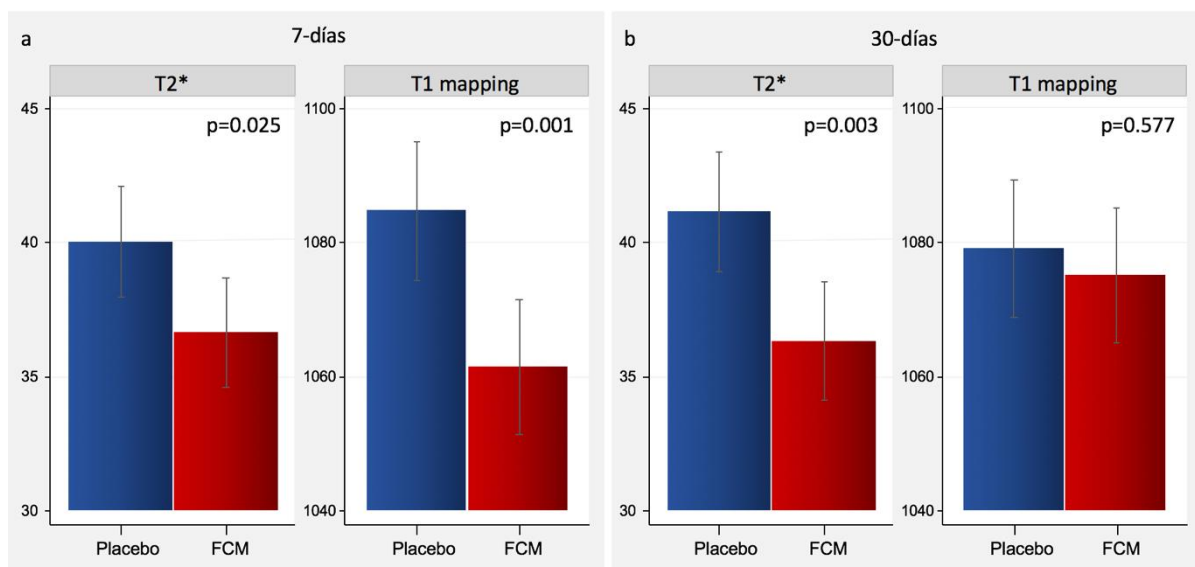 a 7-días
T2* T1 mapping
45 1100
p=0.025 p=0.001
40 1080
35 1060
30 1040
Placebo FCM Placebo FCM
b 30-días
T2* T1 mapping
45 1100
p=0.003 p=0.577
40 1080
35 1060
30 1040
Placebo FCM Placebo FCM